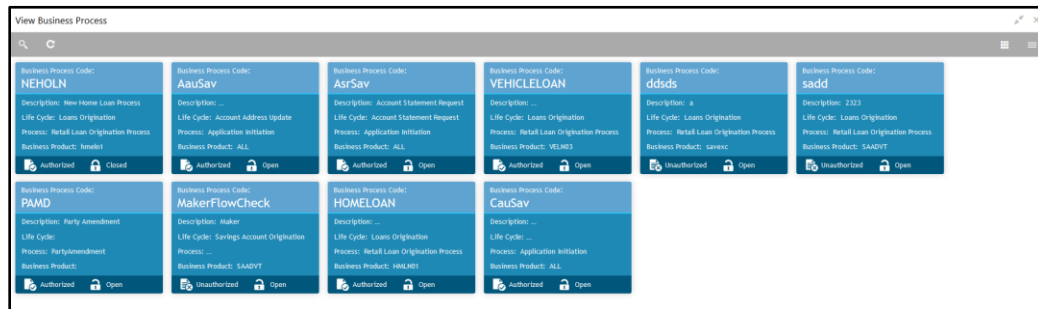 View Business Process
Business Process Code:
NEHOLN
Description: New Home Loan Process
Life Cycle: Loans Origination
Process: Retail Loan Origination Process
Business Product: hmeln1
Authorized Closed
Business Process Code:
AauSav
Description: ...
Life Cycle: Account Address Update
Process: Application Initiation
Business Product: ALL
Authorized Open
Business Process Code:
AsrSav
Description: Account Statement Request
Life Cycle: Account Statement Request
Process: Application Initiation
Business Product: ALL
Authorized Open
Business Process Code:
VEHICLELOAN
Description: ...
Life Cycle: Loans Origination
Process: Retail Loan Origination Process
Business Product: VELN03
Authorized Open
Business Process Code:
ddsds
Description: a
Life Cycle: Loans Origination
Process: Retail Loan Origination Process
Business Product: savexc
Unauthorized Open
Business Process Code:
sadd
Description: 2323
Life Cycle: Loans Origination
Process: Retail Loan Origination Process
Business Product: SAADVT
Unauthorized Open
Business Process Code:
PAMD
Description: Party Amendment
Life Cycle:
Process: PartyAmendment
Business Product:
Authorized Open
Business Process Code:
MakerFlowCheck
Description: Maker
Life Cycle: Savings Account Origination
Process: ...
Business Product: SAADVT
Unauthorized Open
Business Process Code:
HOMELOAN
Description: ...
Life Cycle: Loans Origination
Process: Retail Loan Origination Process
Business Product: HMLN01
Authorized Open
Business Process Code:
CauSav
Description: ...
Life Cycle: ...
Process: Application Initiation
Business Product: ALL
Authorized Open